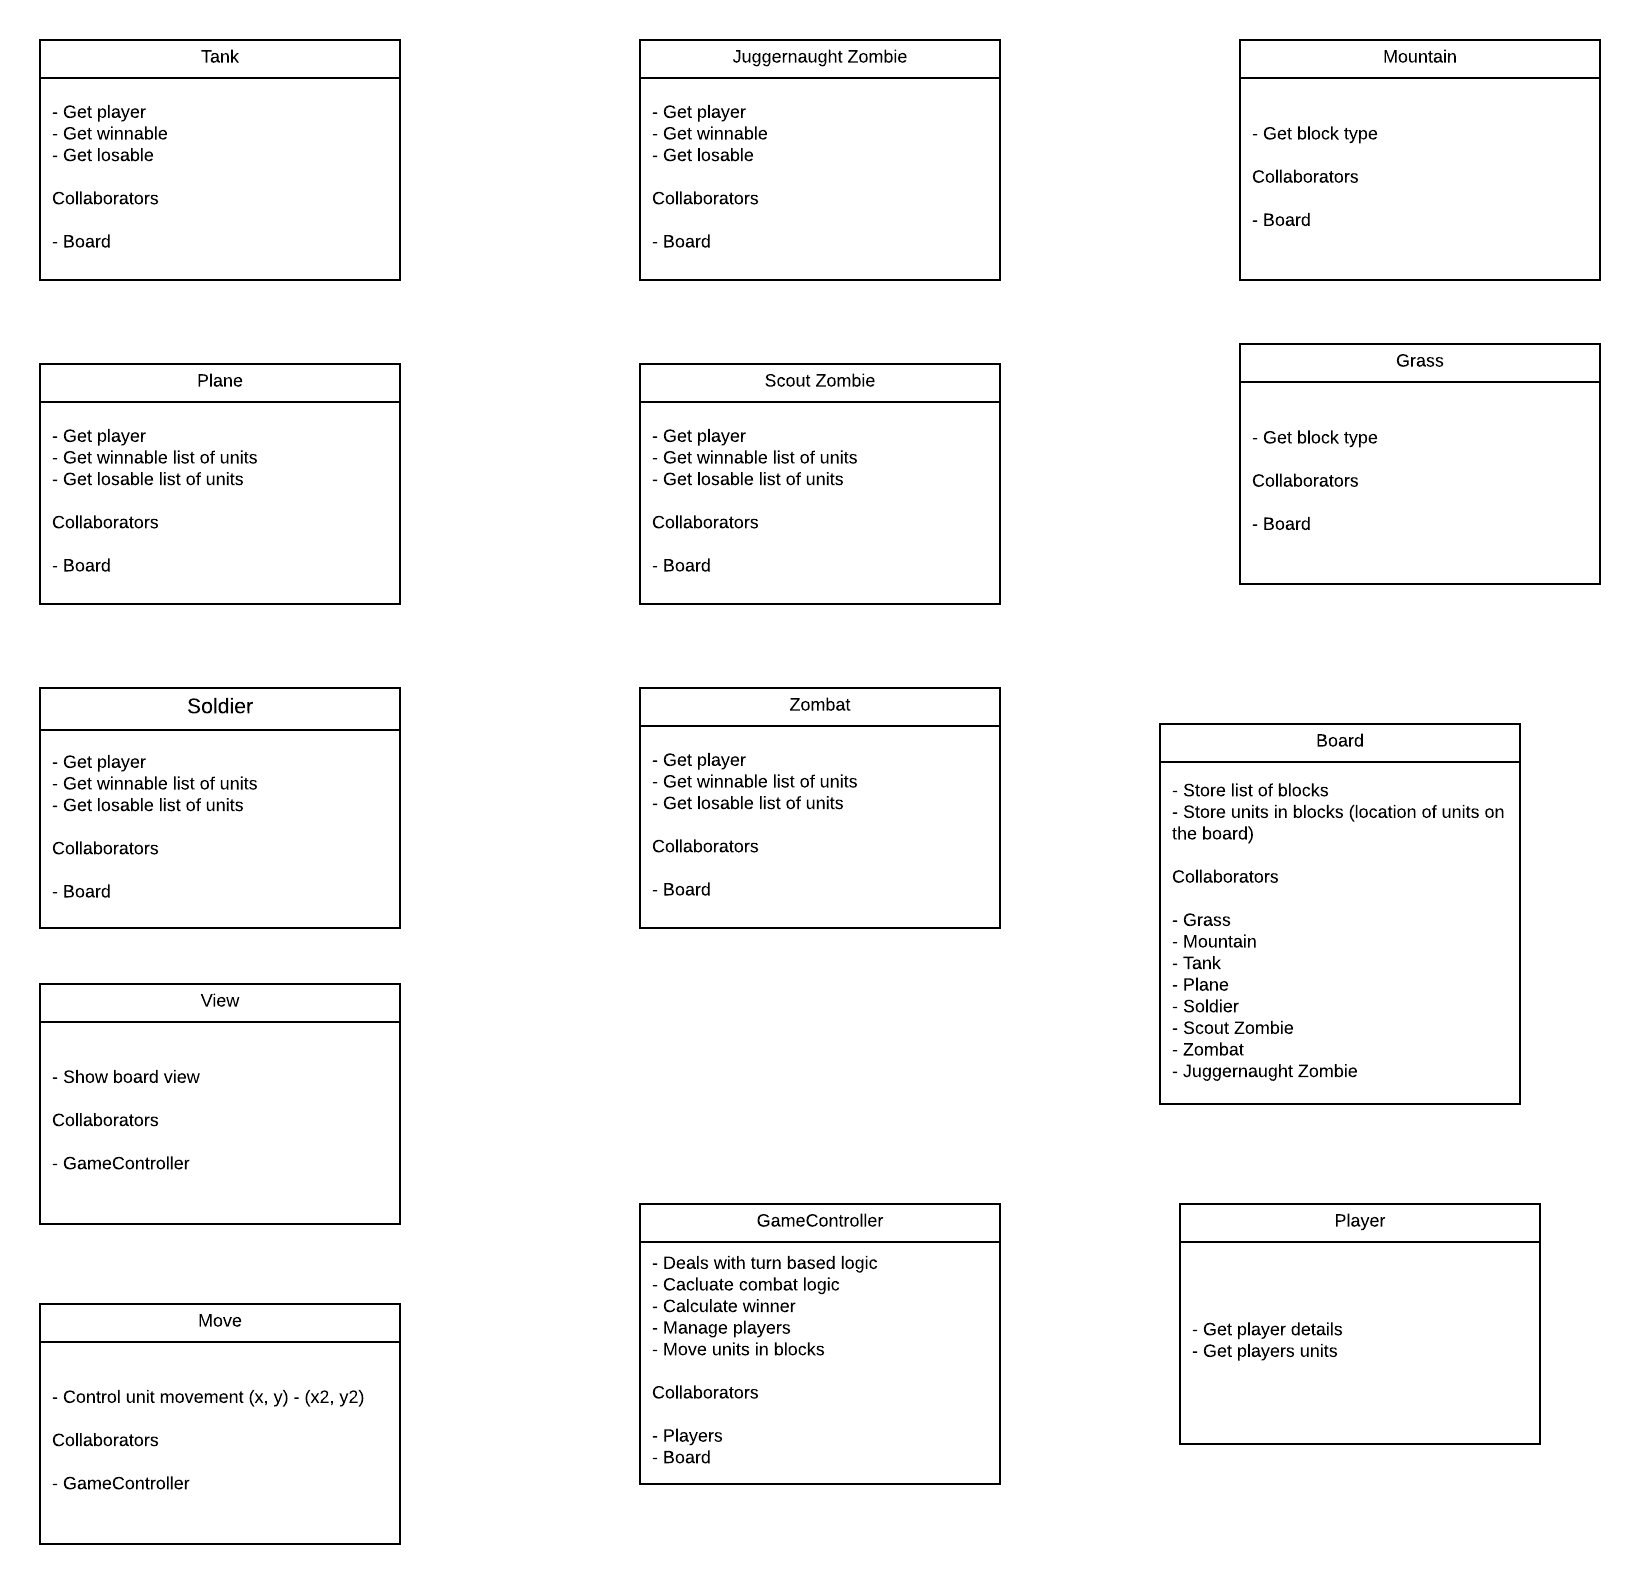 Tank
- Get player
- Get winnable
- Get losable
Collaborators
- Board
Juggernaught Zombie
- Get player
- Get winnable
- Get losable
Collaborators
- Board
Mountain
- Get block type
Collaborators
- Board
Plane
- Get player
- Get winnable list of units
- Get losable list of units
Collaborators
- Board
Scout Zombie
- Get player
- Get winnable list of units
- Get losable list of units
Collaborators
- Board
Grass
- Get block type
Collaborators
- Board
Soldier
- Get player
- Get winnable list of units
- Get losable list of units
Collaborators
- Board
Zombat
- Get player
- Get winnable list of units
- Get losable list of units
Collaborators
- Board
Board
- Store list of blocks
- Store units in blocks (location of units on
the board)
Collaborators
- Grass
- Mountain
- Tank
- Plane
- Soldier
- Scout Zombie
- Zombat
- Juggernaught Zombie
View
- Show board view
Collaborators
- GameController
GameController
- Deals with turn based logic
- Cacluate combat logic
- Calculate winner
- Manage players
- Move units in blocks
Collaborators
- Players
- Board
Player
- Get player details
- Get players units
Move
- Control unit movement (x, y) - (x2, y2)
Collaborators
- GameController